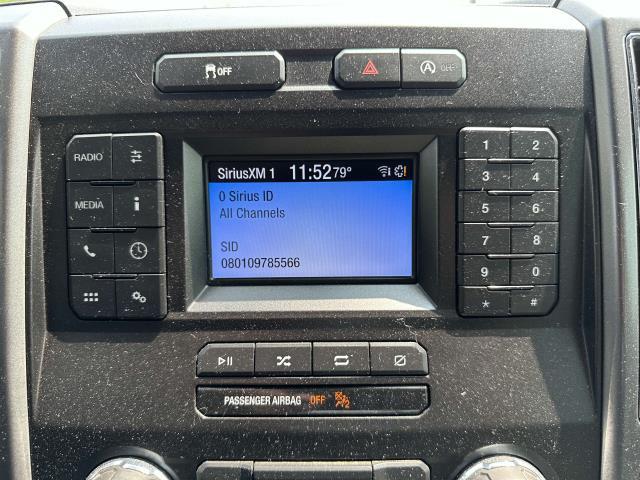 OFF
A OFF
RADIO
MEDIA
i
SiriusXM 1 11:52 79°
0 Sirius ID
All Channels
SID
080109785566
1 2
3 4
5 6
7 8
9 0
* #
PASSENGER AIRBAG OFF 2